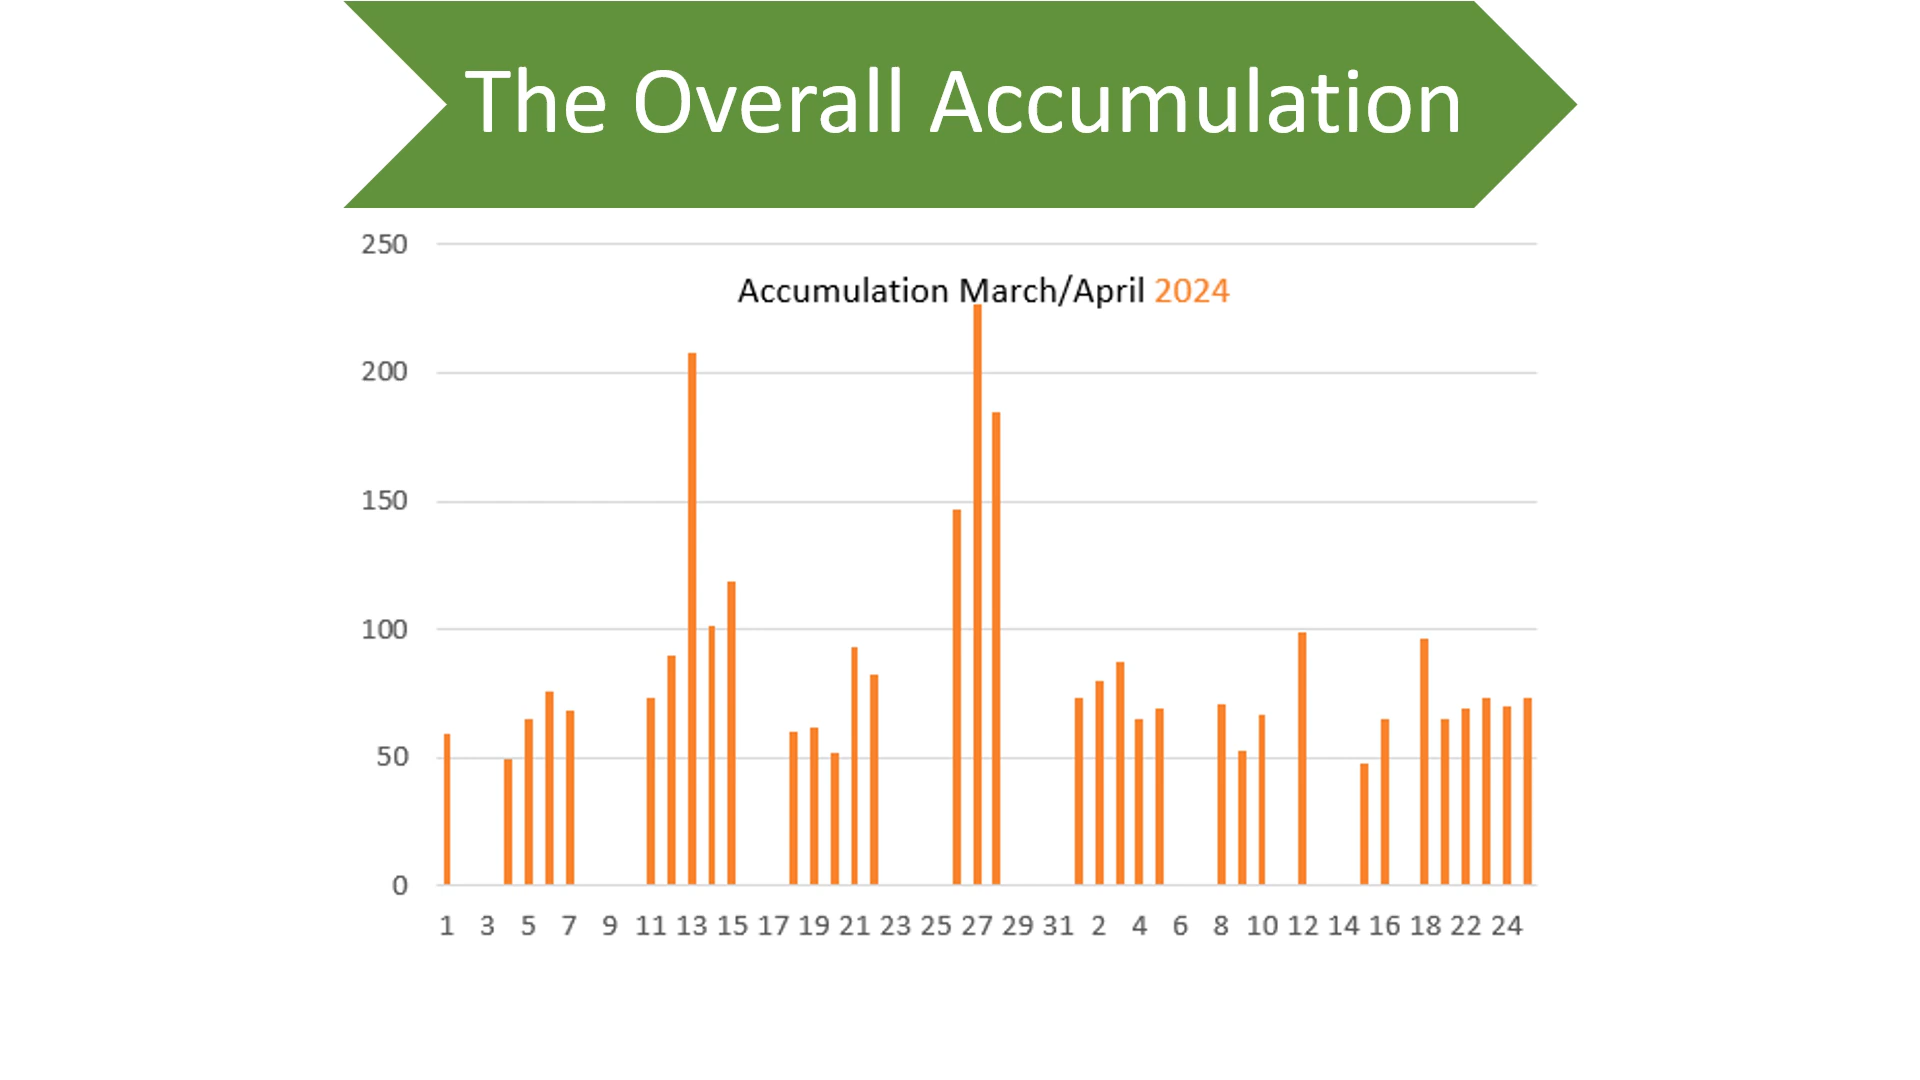 The Overall Accumulation
250
Accumulation March/April 2024
200
150
100
50
0
1 3 5 7 9 11 13 15 17 19 21 23 25 27 29 31 2 4 6 8 10 12 14 16 18 22 24